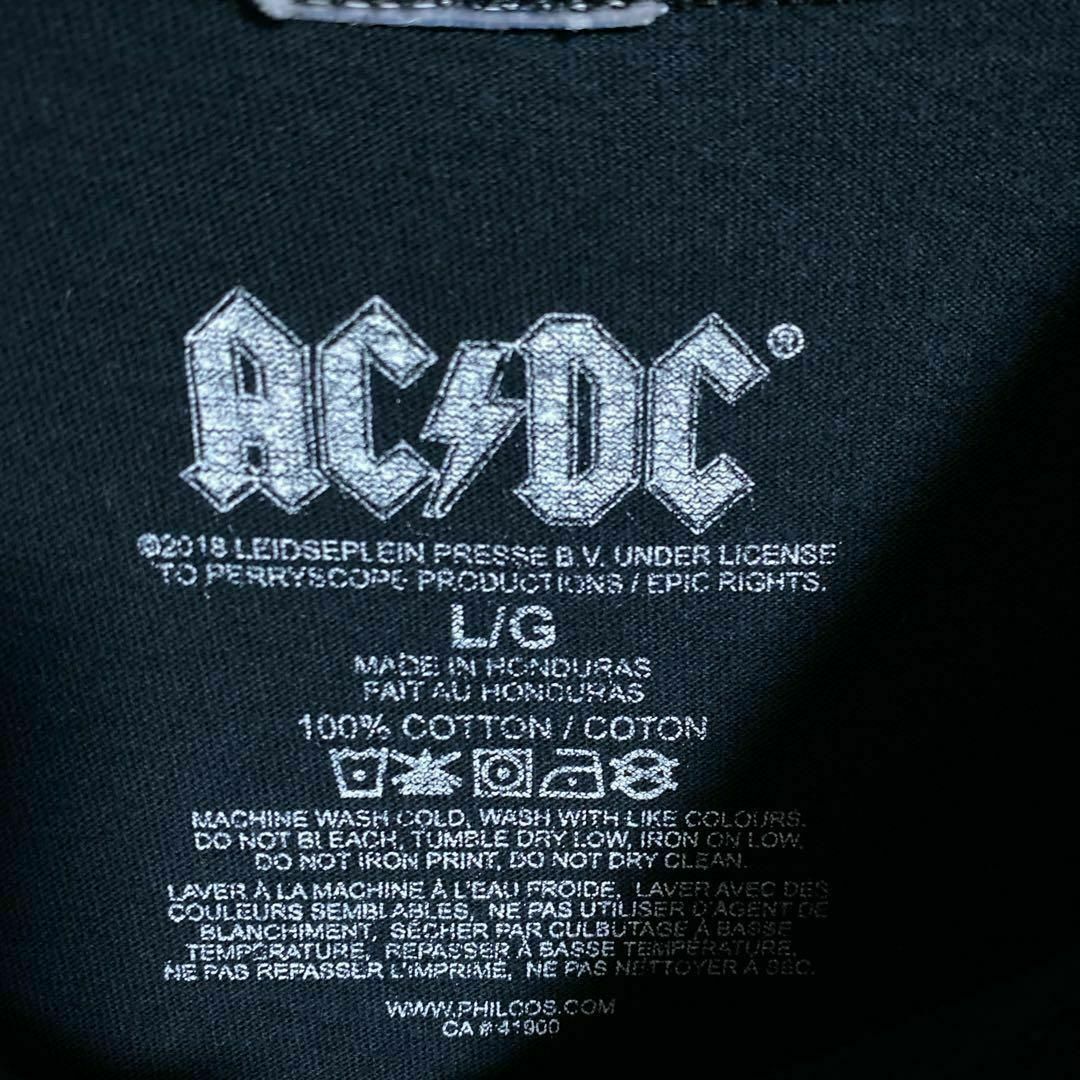 AC⚡DC®
©2018 LEIDSEPLEIN PRESSE B.V. UNDER LICENSE
TO PERRYSCOPE PRODUCTIONS / EPIC RIGHTS.
L/G
MADE IN HONDURAS
FAIT AU HONDURAS
100% COTTON / COTON
MACHINE WASH COLD, WASH WITH LIKE COLOURS.
DO NOT BLEACH, TUMBLE DRY LOW, IRON ON LOW,
DO NOT IRON PRINT, DO NOT DRY CLEAN.
LAVER À LA MACHINE À L'EAU FROIDE, LAVER AVEC DES
COULEURS SEMBLABLES, NE PAS UTILISER D'AGENT DE
BLANCHIMENT, SÉCHER PAR CULBUTAGE À BASSE
TEMPÉRATURE, REPASSER À BASSE TEMPÉRATURE,
NE PAS REPASSER L'IMPRIMÉ, NE PAS NETTOYER À SEC.
WWW.PHILCOS.COM
CA # 41900